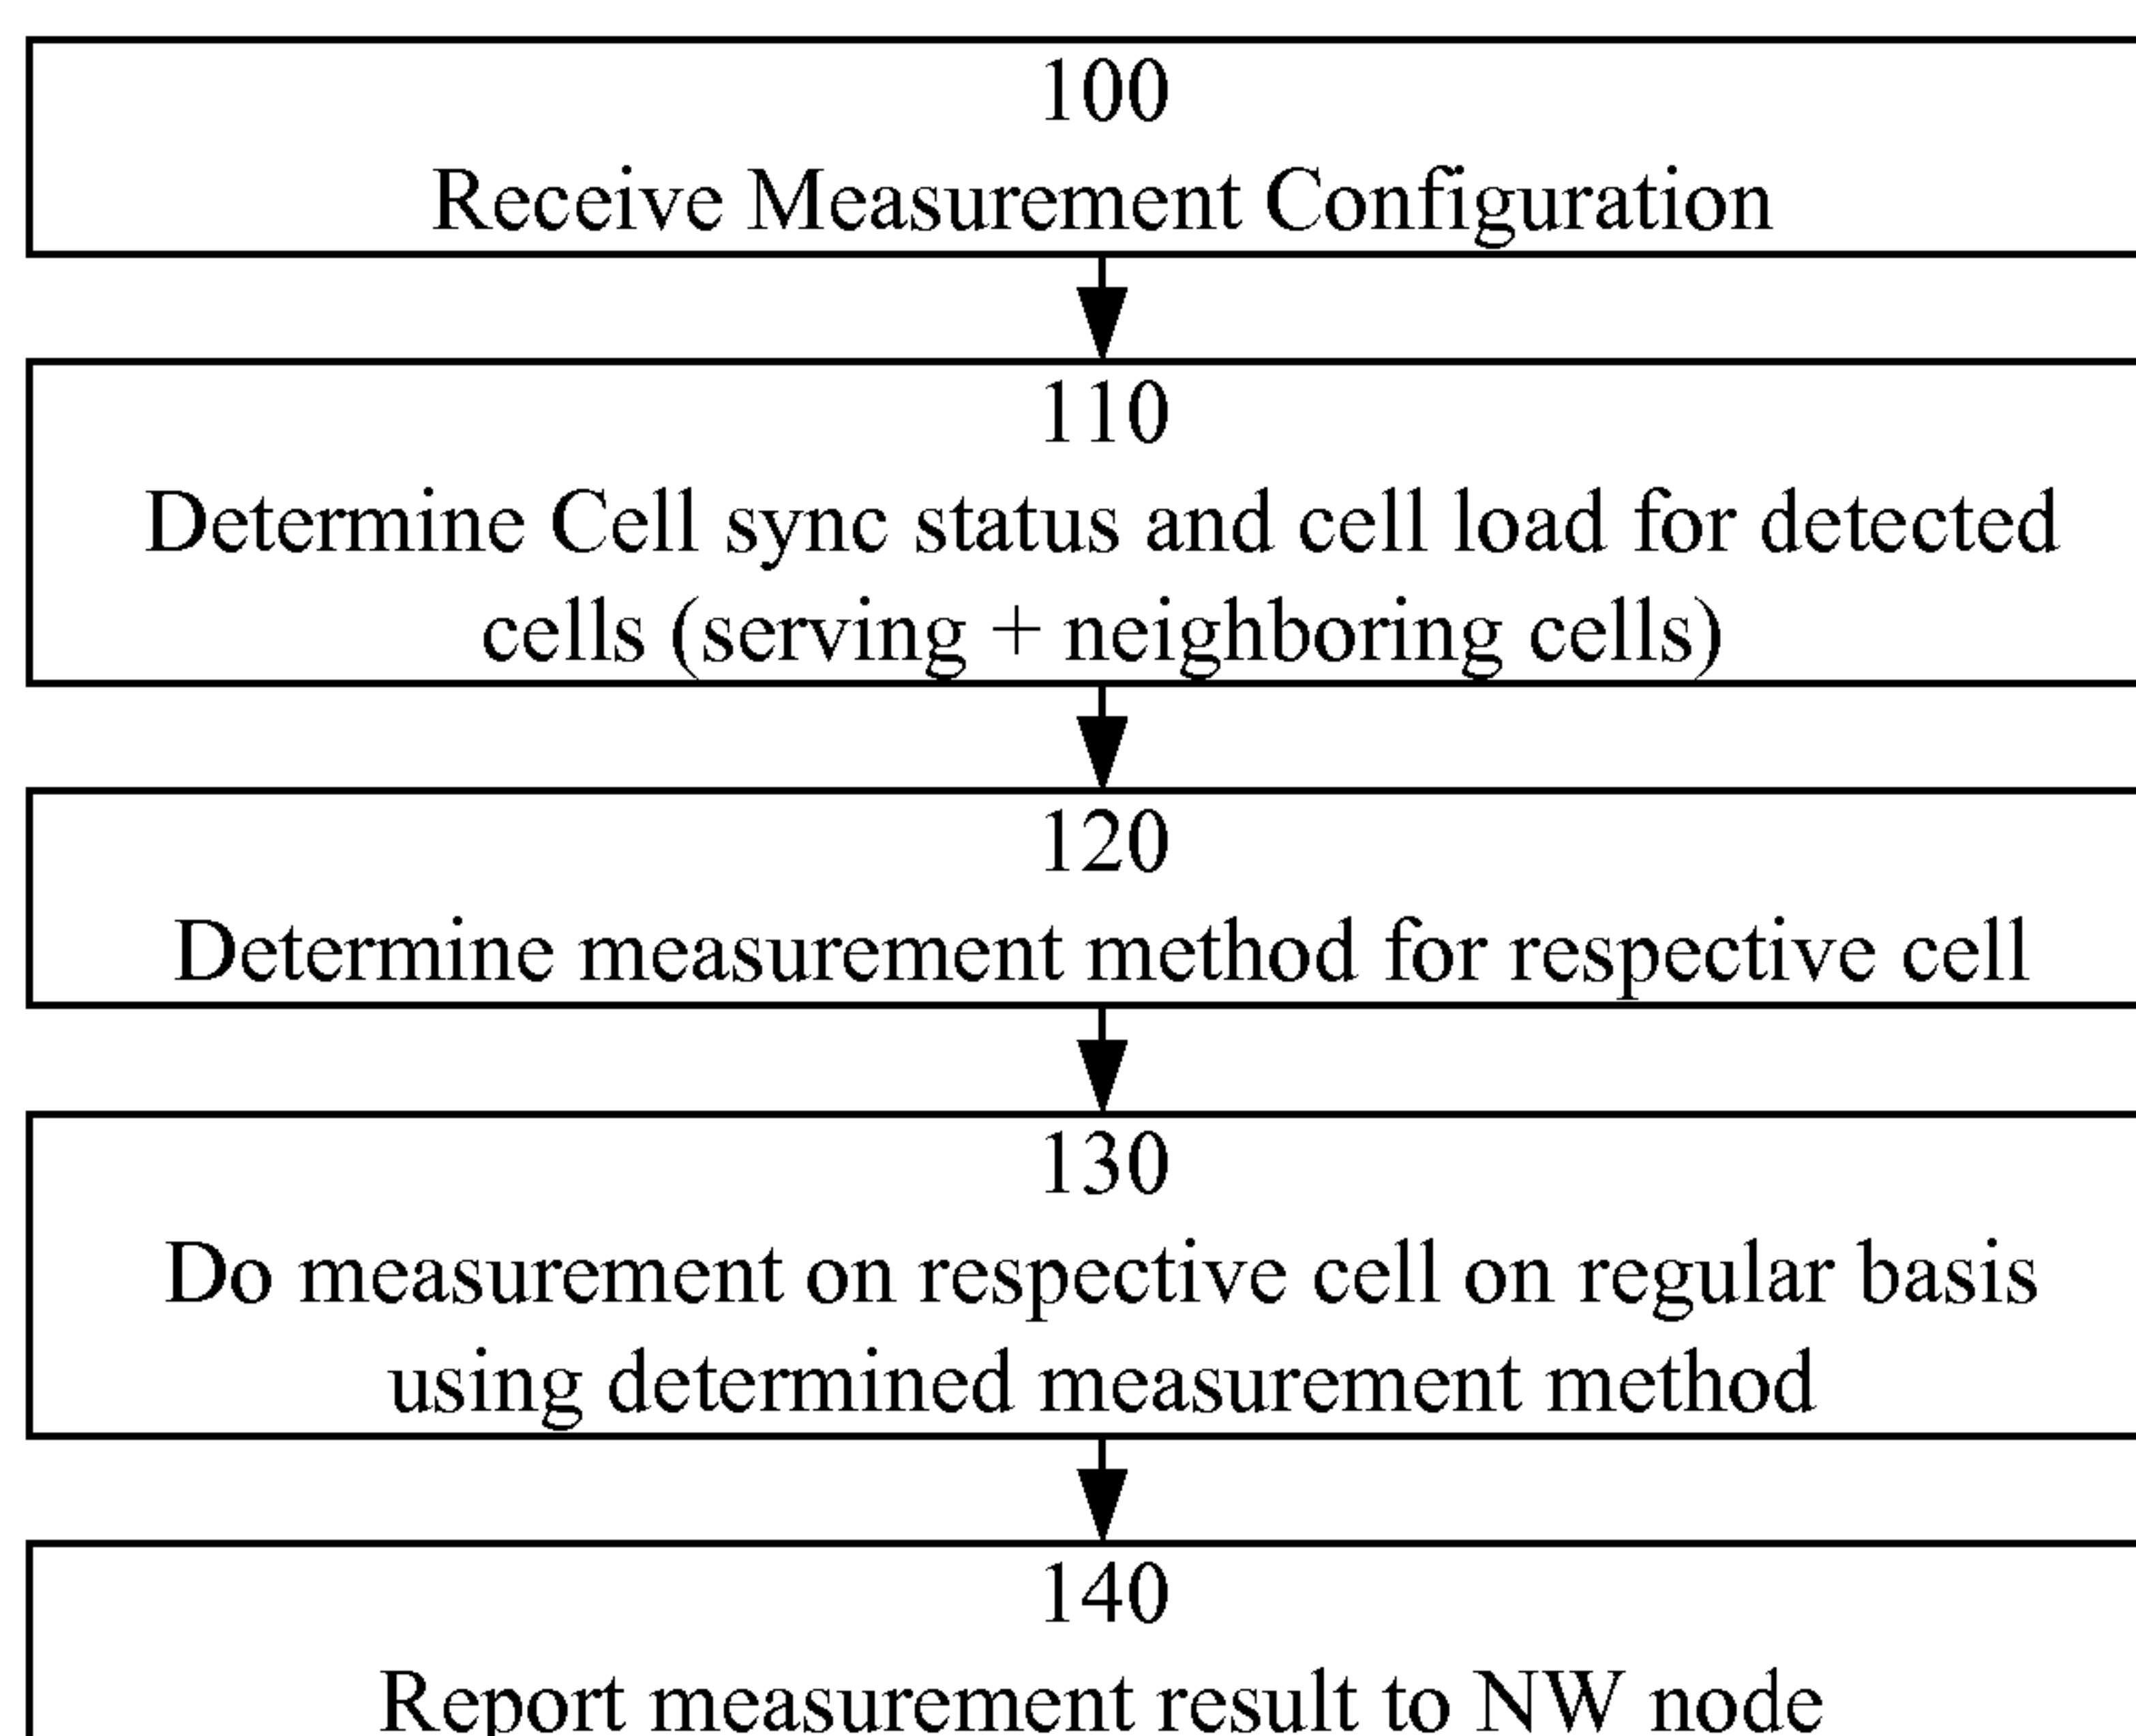 100
Receive Measurement Configuration
110
Determine Cell sync status and cell load for detected
cells (serving + neighboring cells)
120
Determine measurement method for respective cell
130
Do measurement on respective cell on regular basis
using determined measurement method
140
Report measurement result to NW node